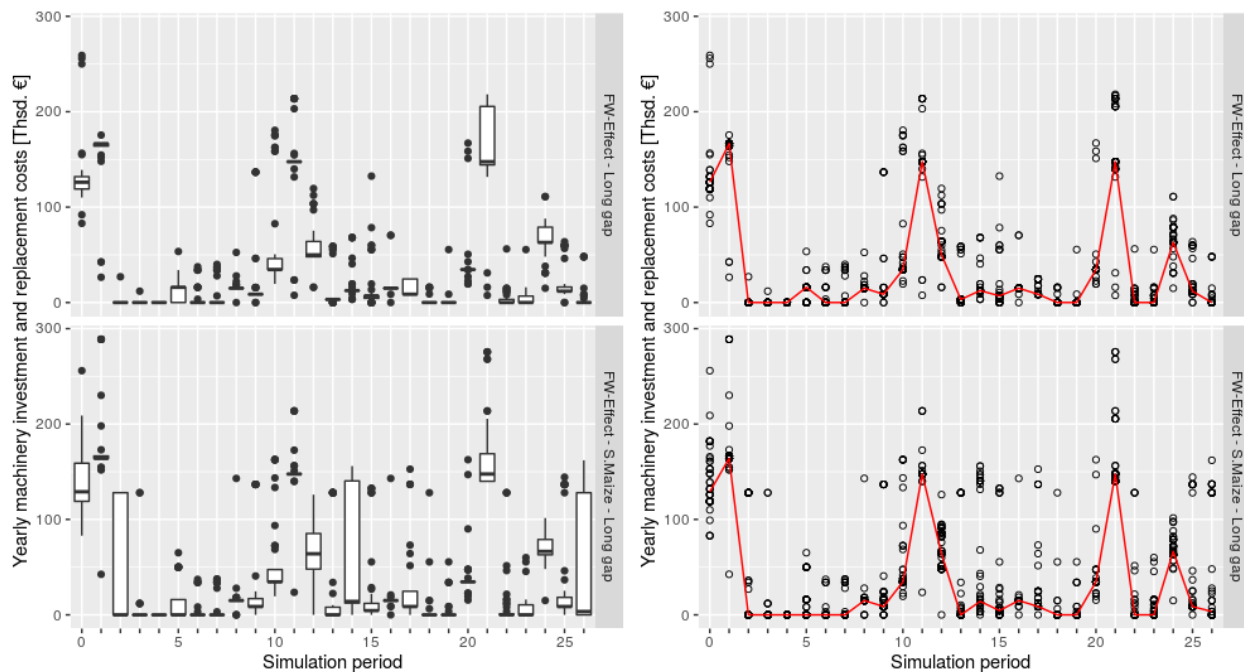 Yearly machinery investment and replacement costs [Thsd. €]
300
200
100
0
FW-Effect - Long gap
300
200
100
0
FW-Effect - S.Maize - Long gap
0 5 10 15 20 25
Simulation period
Yearly machinery investment and replacement costs [Thsd. €]
300
200
100
0
FW-Effect - Long gap
300
200
100
0
FW-Effect - S.Maize - Long gap
0 5 10 15 20 25
Simulation period